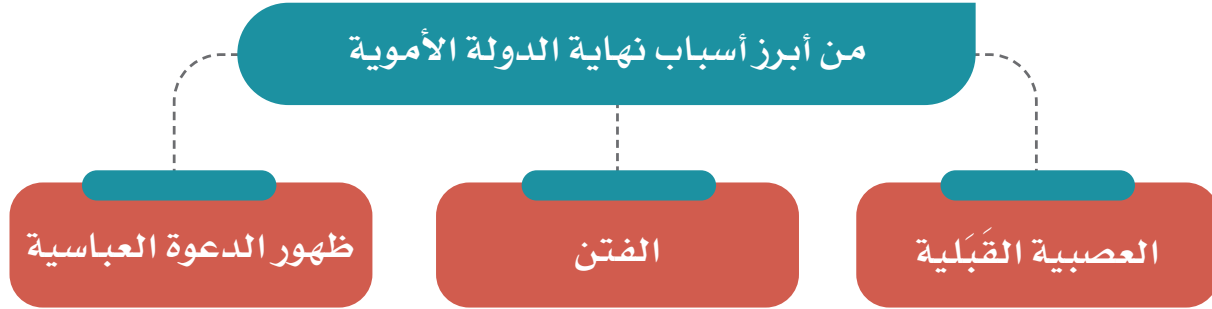 من أبرز أسباب نهاية الدولة الأموية
العصبية القَبَلية
الفتن
ظهور الدعوة العباسية